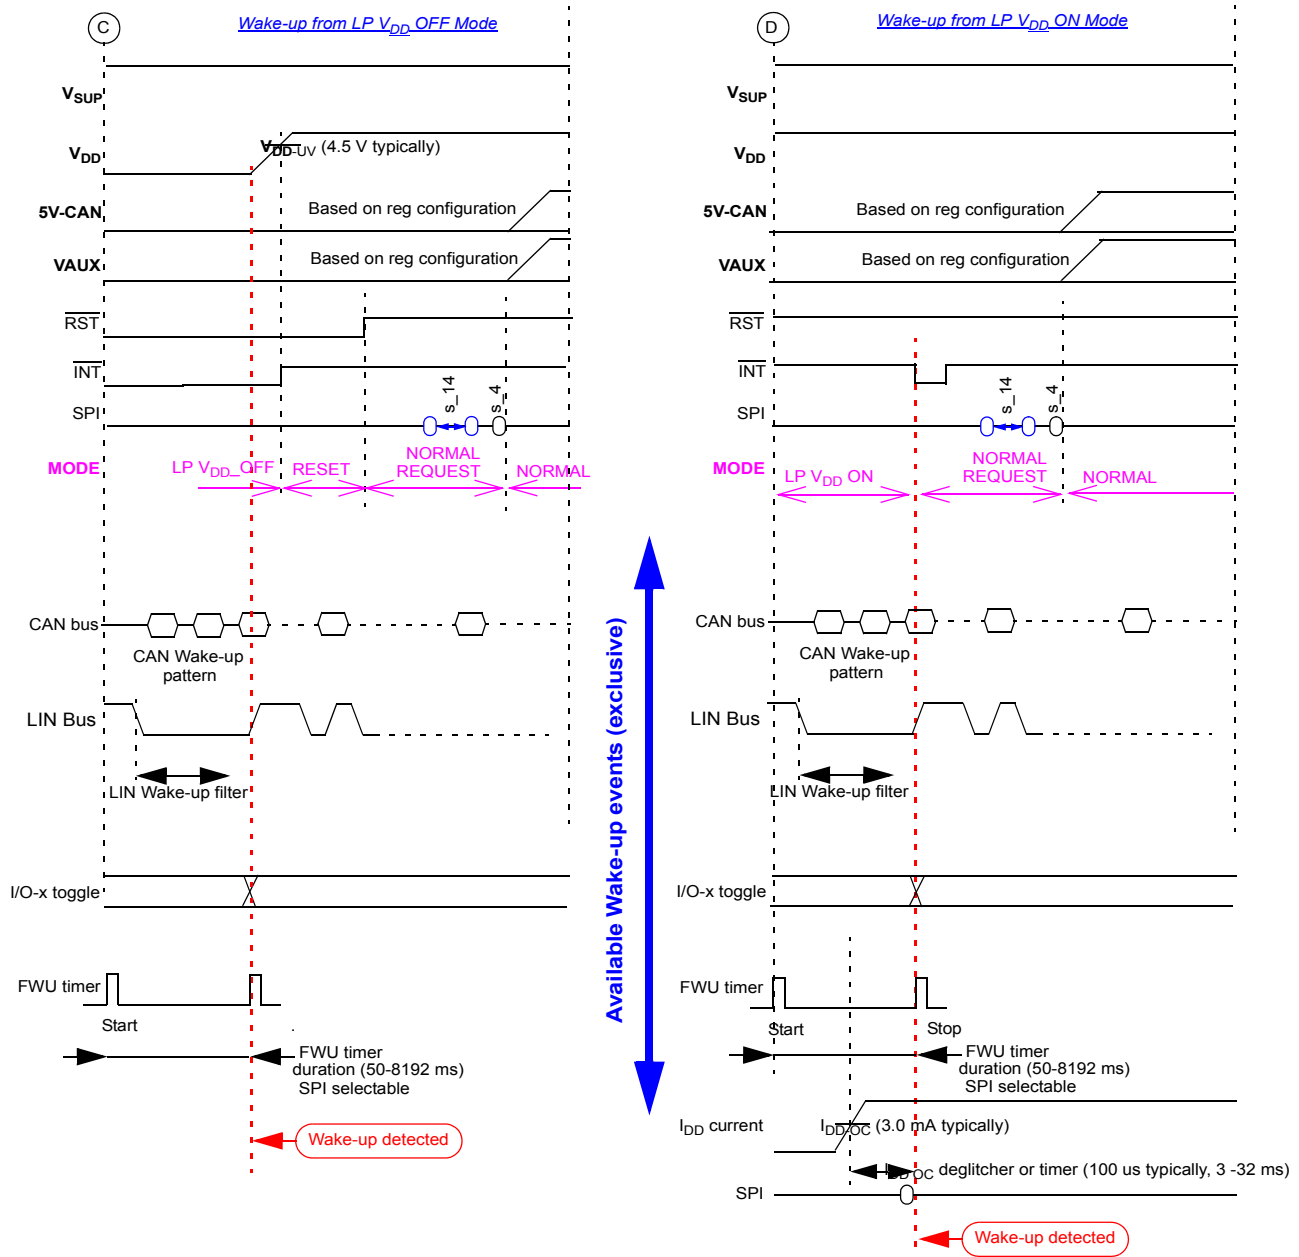 C
Wake-up from LP VDD OFF Mode
VSUP
VDD
VDD-UV (4.5 V typically)
5V-CAN
Based on reg configuration
VAUX
Based on reg configuration
RST
INT
SPI
s_14
s_4
MODE
LP VDD_OFF
RESET
NORMAL
REQUEST
NORMAL
CAN bus
CAN Wake-up
pattern
LIN Bus
LIN Wake-up filter
I/O-x toggle
FWU timer
Start
FWU timer
duration (50-8192 ms)
SPI selectable
Wake-up detected
Available Wake-up events (exclusive)
D
Wake-up from LP VDD ON Mode
VSUP
VDD
5V-CAN
Based on reg configuration
VAUX
Based on reg configuration
RST
INT
SPI
s_14
s_4
MODE
LP VDD ON
NORMAL
REQUEST
NORMAL
CAN bus
CAN Wake-up
pattern
LIN Bus
LIN Wake-up filter
I/O-x toggle
FWU timer
Start
Stop
FWU timer
duration (50-8192 ms)
SPI selectable
IDD current
IDD-OC (3.0 mA typically)
IDD-OC deglitcher or timer (100 us typically, 3 -32 ms)
SPI
Wake-up detected